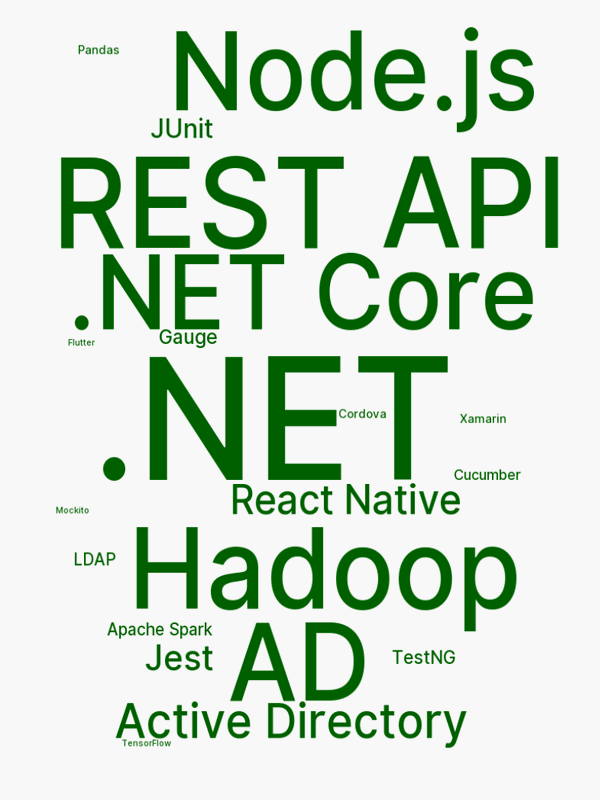 Node.js
Pandas
JUnit
REST API
.NET Core
Gauge
Flutter
.NET
Cordova
Xamarin
Cucumber
React Native
Mockito
Hadoop
LDAP
Apache Spark
AD
Jest
TestNG
Active Directory
TensorFlow